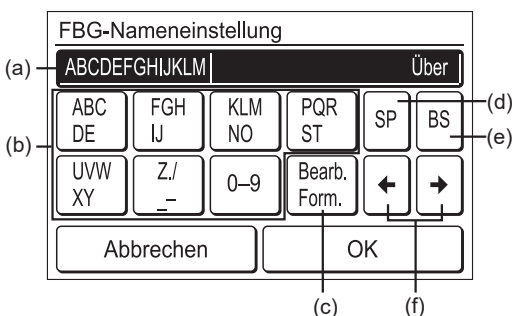 FBG-Nameneinstellung
(a) ABCDEFGHIJKLM Über
(b) ABC DE FGH IJ KLM NO PQR ST SP BS (d) (e)
UVW XY Z./ _– 0–9 Bearb. Form. ← →
Abbrechen OK
(c) (f)